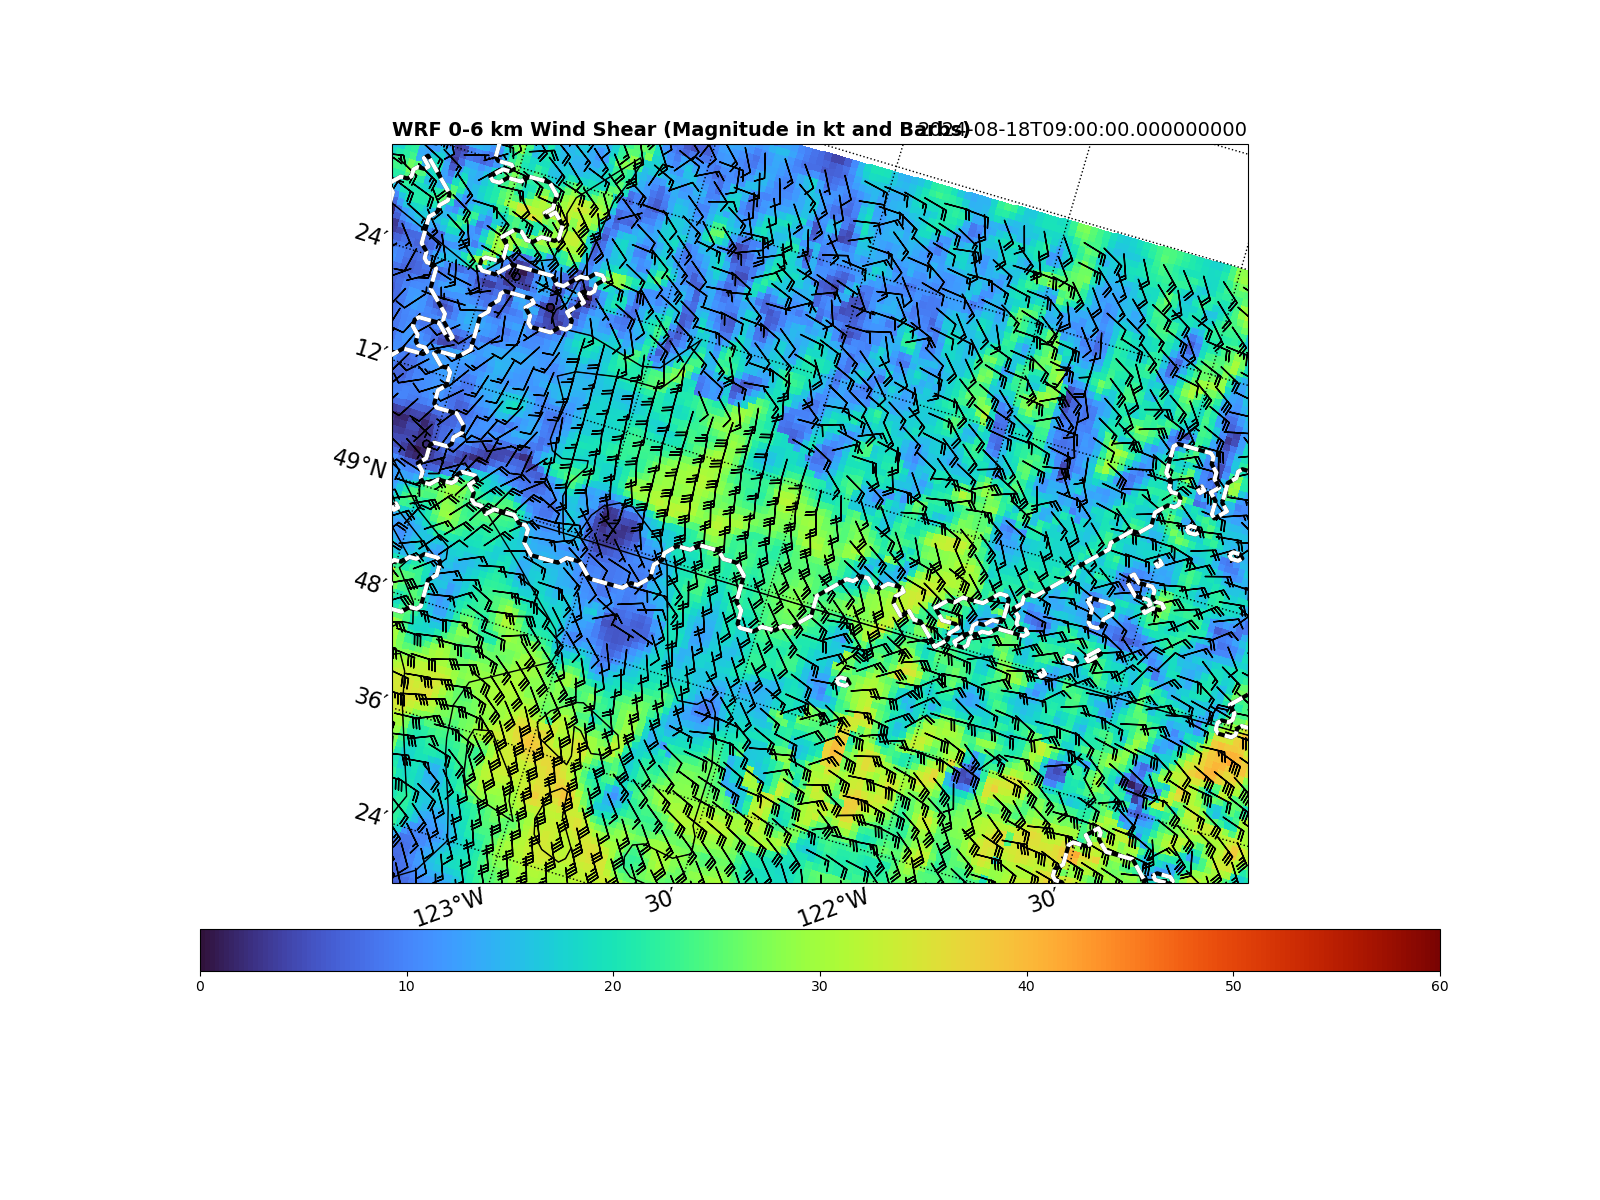 WRF 0-6 km Wind Shear (Magnitude in kt and Barbs) 2024-08-18T09:00:00.000000000
24′
12′
49°N
48′
36′
24′
123°W 30′ 122°W 30′
0 10 20 30 40 50 60